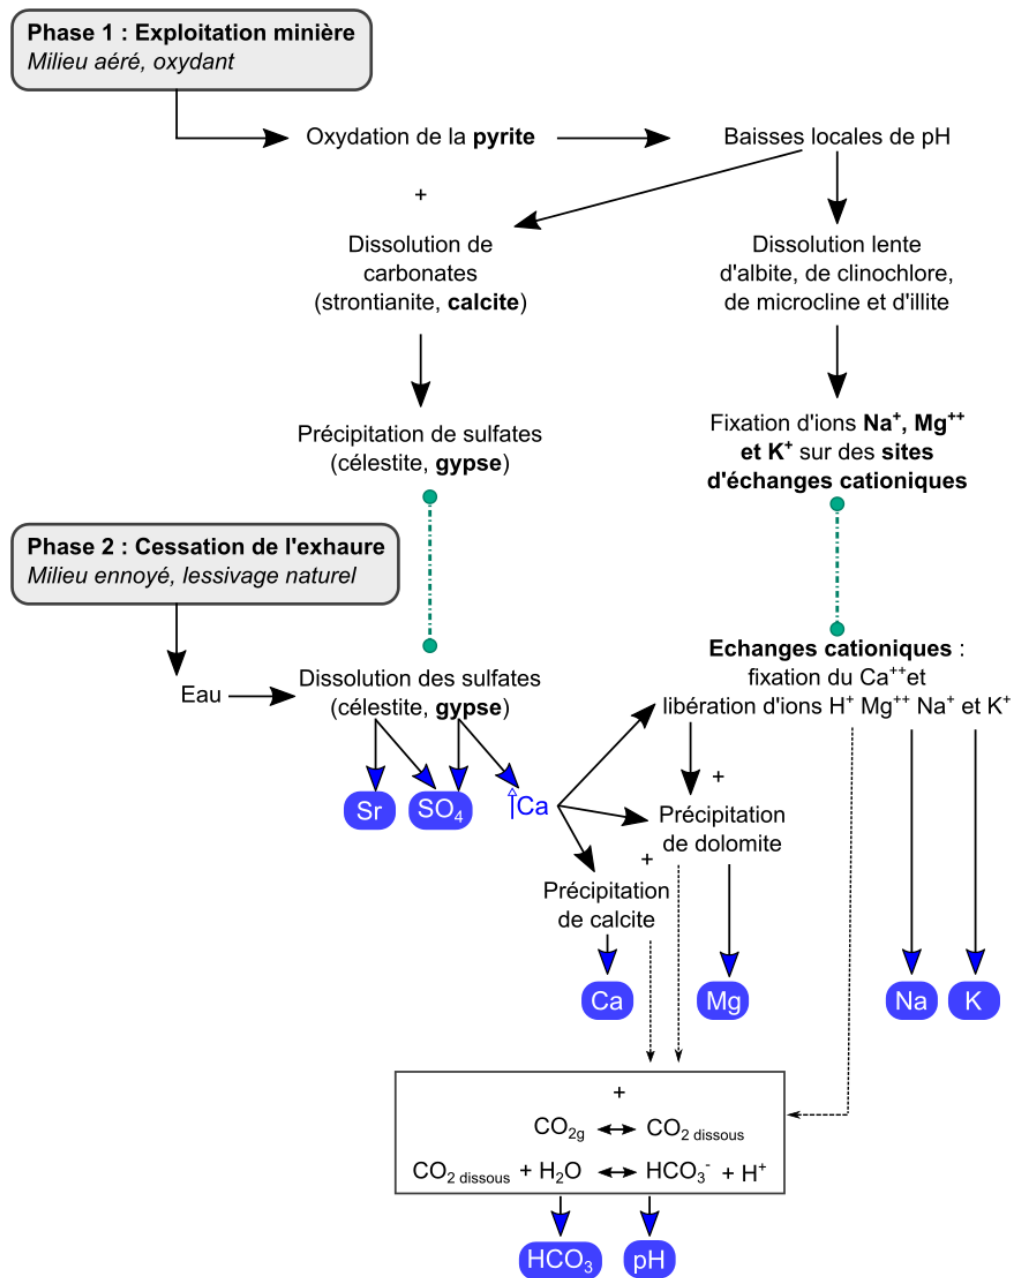 Phase 1 : Exploitation minière
Milieu aéré, oxydant
Oxydation de la pyrite
Baisses locales de pH
+
Dissolution de
carbonates
(strontianite, calcite)
Dissolution lente
d'albite, de clinochlore,
de microcline et d'illite
Précipitation de sulfates
(célestite, gypse)
Fixation d'ions Na⁺, Mg⁺⁺
et K⁺ sur des sites
d'échanges cationiques
Phase 2 : Cessation de l'exhaure
Milieu ennoyé, lessivage naturel
Eau
Dissolution des sulfates
(célestite, gypse)
Echanges cationiques :
fixation du Ca⁺⁺et
libération d'ions H⁺ Mg⁺⁺ Na⁺ et K⁺
Sr
SO₄
Ca
+
Précipitation
de dolomite
+
Précipitation
de calcite
Ca
Mg
Na
K
+
CO₂g ↔ CO₂ dissous
CO₂ dissous + H₂O ↔ HCO₃⁻ + H⁺
HCO₃
pH